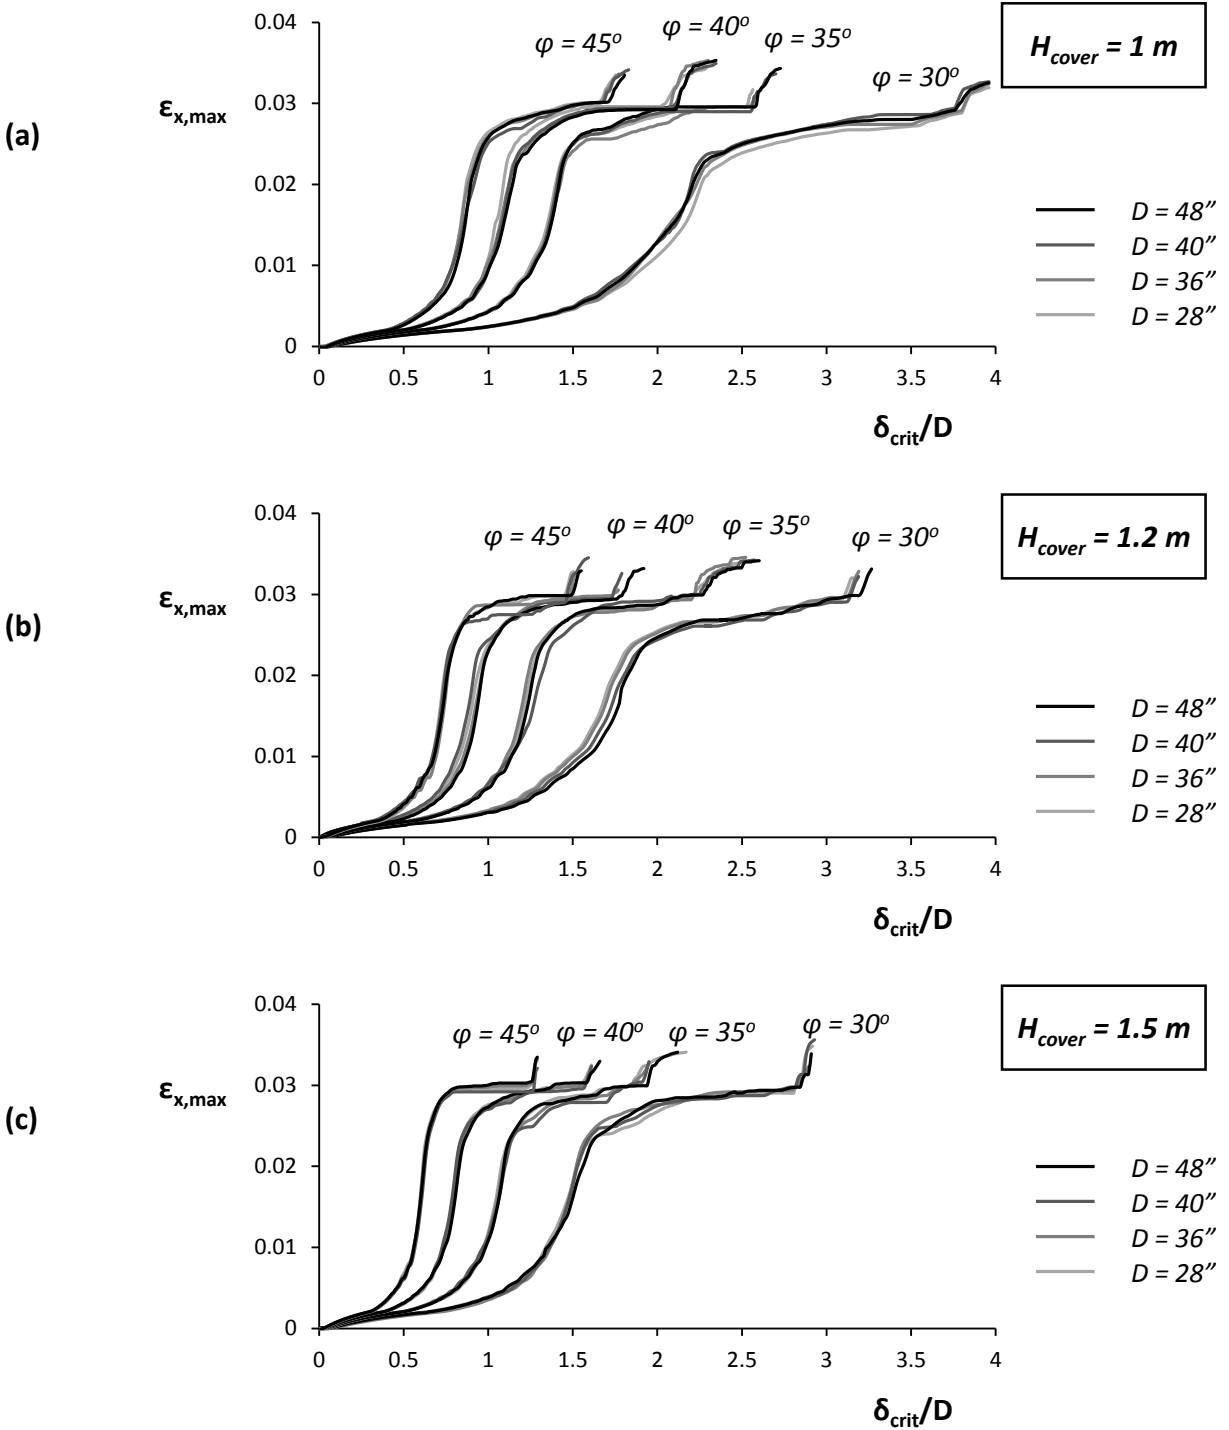 (a)
H_cover = 1 m
ε_x,max
0.04
0.03
0.02
0.01
0
φ = 45°
φ = 40°
φ = 35°
φ = 30°
D = 48”
D = 40”
D = 36”
D = 28”
0 0.5 1 1.5 2 2.5 3 3.5 4
δ_crit/D
(b)
H_cover = 1.2 m
ε_x,max
0.04
0.03
0.02
0.01
0
φ = 45°
φ = 40°
φ = 35°
φ = 30°
D = 48”
D = 40”
D = 36”
D = 28”
0 0.5 1 1.5 2 2.5 3 3.5 4
δ_crit/D
(c)
H_cover = 1.5 m
ε_x,max
0.04
0.03
0.02
0.01
0
φ = 45°
φ = 40°
φ = 35°
φ = 30°
D = 48”
D = 40”
D = 36”
D = 28”
0 0.5 1 1.5 2 2.5 3 3.5 4
δ_crit/D